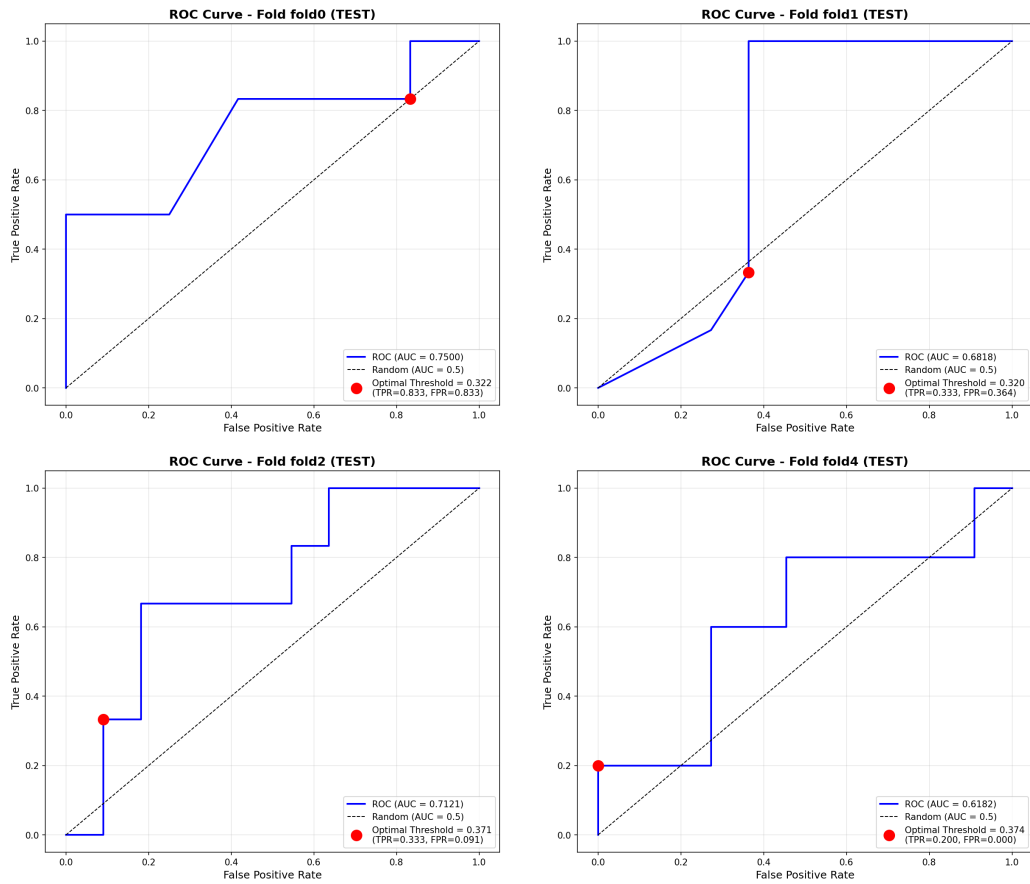 ROC Curve - Fold fold0 (TEST)
True Positive Rate
1.0
0.8
0.6
0.4
0.2
0.0
ROC (AUC = 0.7500)
Random (AUC = 0.5)
Optimal Threshold = 0.322
(TPR=0.833, FPR=0.833)
0.0 0.2 0.4 0.6 0.8 1.0
False Positive Rate
ROC Curve - Fold fold1 (TEST)
True Positive Rate
1.0
0.8
0.6
0.4
0.2
0.0
ROC (AUC = 0.6818)
Random (AUC = 0.5)
Optimal Threshold = 0.320
(TPR=0.333, FPR=0.364)
0.0 0.2 0.4 0.6 0.8 1.0
False Positive Rate
ROC Curve - Fold fold2 (TEST)
True Positive Rate
1.0
0.8
0.6
0.4
0.2
0.0
ROC (AUC = 0.7121)
Random (AUC = 0.5)
Optimal Threshold = 0.371
(TPR=0.333, FPR=0.091)
0.0 0.2 0.4 0.6 0.8 1.0
False Positive Rate
ROC Curve - Fold fold4 (TEST)
True Positive Rate
1.0
0.8
0.6
0.4
0.2
0.0
ROC (AUC = 0.6182)
Random (AUC = 0.5)
Optimal Threshold = 0.374
(TPR=0.200, FPR=0.000)
0.0 0.2 0.4 0.6 0.8 1.0
False Positive Rate